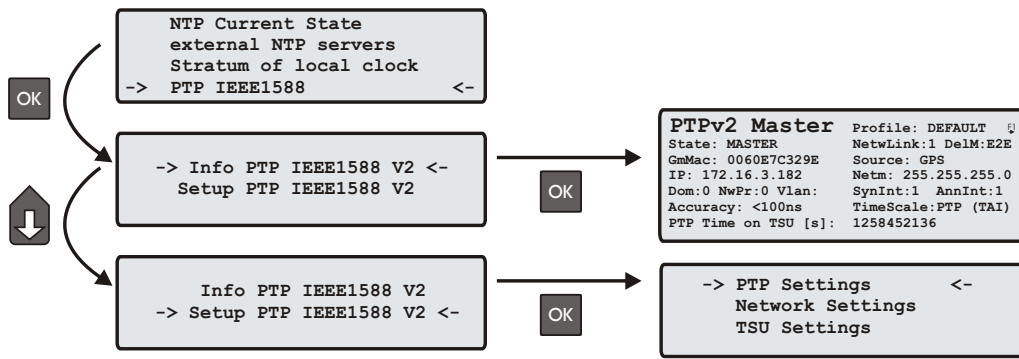 NTP Current State
external NTP servers
Stratum of local clock
-> PTP IEEE1588 <-
OK
-> Info PTP IEEE1588 V2 <-
Setup PTP IEEE1588 V2
OK
PTPv2 Master Profile: DEFAULT
State: MASTER NetwLink:1 DelM:E2E
GmMac: 0060E7C329E Source: GPS
IP: 172.16.3.182 Netm: 255.255.255.0
Dom:0 NwPr:0 Vlan: SynInt:1 AnnInt:1
Accuracy: <100ns TimeScale:PTP (TAI)
PTP Time on TSU [s]: 1258452136
Info PTP IEEE1588 V2
-> Setup PTP IEEE1588 V2 <-
OK
-> PTP Settings <-
Network Settings
TSU Settings